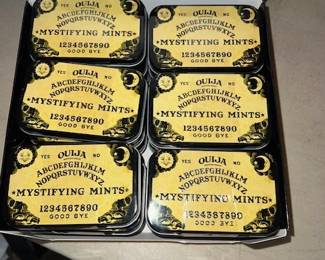 OUIJA
YES NO
ABCDEFGHIJKLM
NOPQRSTUVWXYZ
MYSTIFYING MINTS
1234567890
GOOD BYE
OUIJA
YES NO
ABCDEFGHIJKLM
NOPQRSTUVWXYZ
MYSTIFYING MINTS
1234567890
GOOD BYE
YES OUIJA NO
ABCDEFGHIJKLM
NOPQRSTUVWXYZ
MYSTIFYING MINTS
1234567890
GOOD BYE
YES OUIJA NO
ABCDEFGHIJKLM
NOPQRSTUVWXYZ
MYSTIFYING MINTS
1234567890
GOOD BYE
YES OUIJA NO
ABCDEFGHIJKLM
NOPQRSTUVWXYZ
MYSTIFYING MINTS
1234567890
GOOD BYE
YES OUIJA NO
ABCDEFGHIJKLM
NOPQRSTUVWXYZ
MYSTIFYING MINTS
1234567890
GOOD BYE